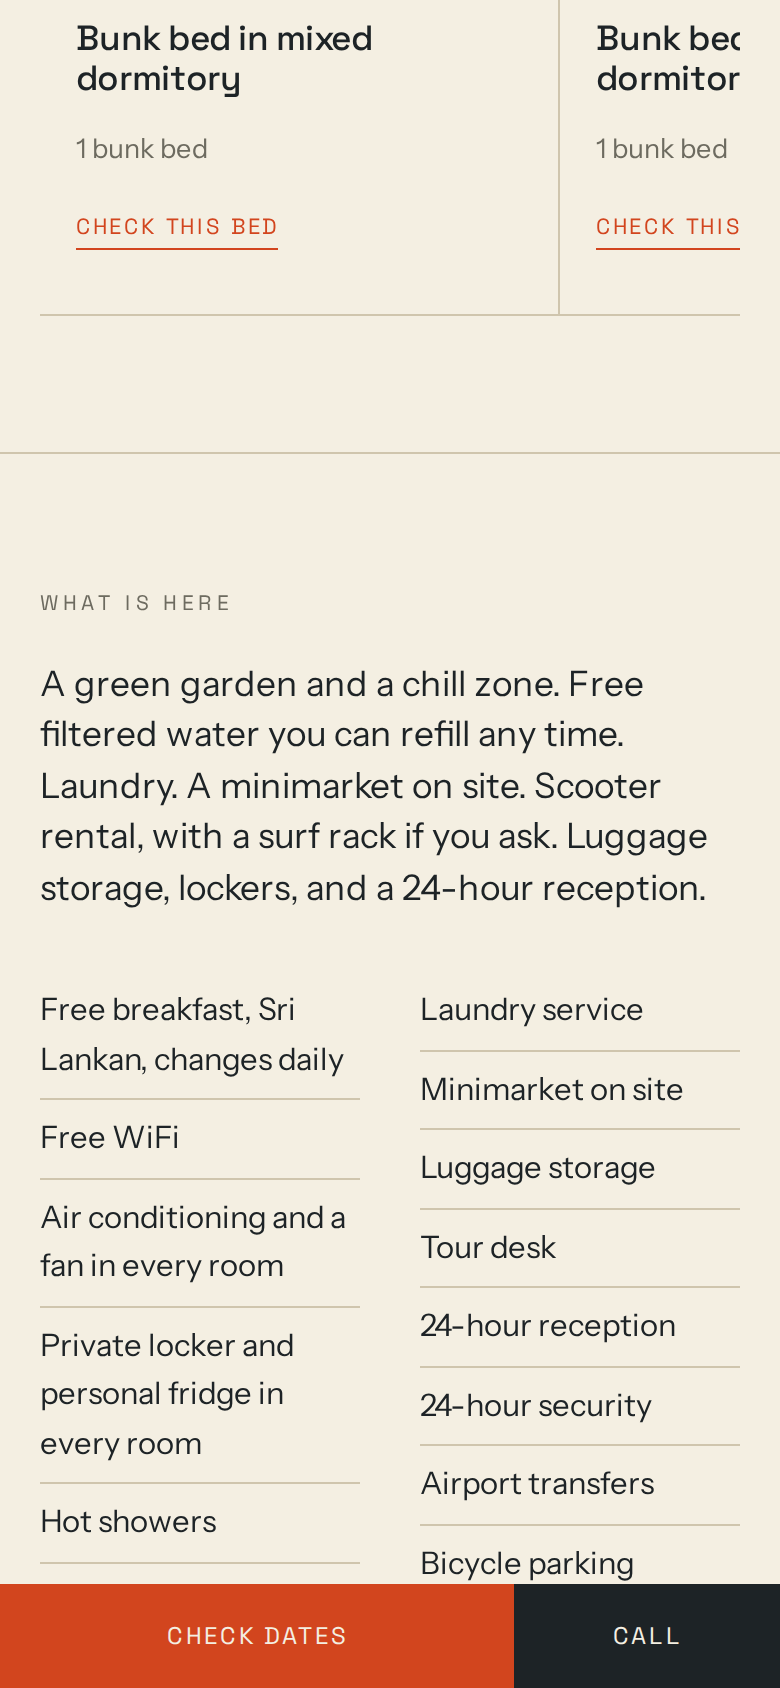 Bunk bed in mixed
dormitory
1 bunk bed
CHECK THIS BED
Bunk bed
dormitor
1 bunk bed
CHECK THIS
WHAT IS HERE
A green garden and a chill zone. Free
filtered water you can refill any time.
Laundry. A minimarket on site. Scooter
rental, with a surf rack if you ask. Luggage
storage, lockers, and a 24-hour reception.
Free breakfast, Sri
Lankan, changes daily
Free WiFi
Air conditioning and a
fan in every room
Private locker and
personal fridge in
every room
Hot showers
Laundry service
Minimarket on site
Luggage storage
Tour desk
24-hour reception
24-hour security
Airport transfers
Bicycle parking
CHECK DATES
CALL